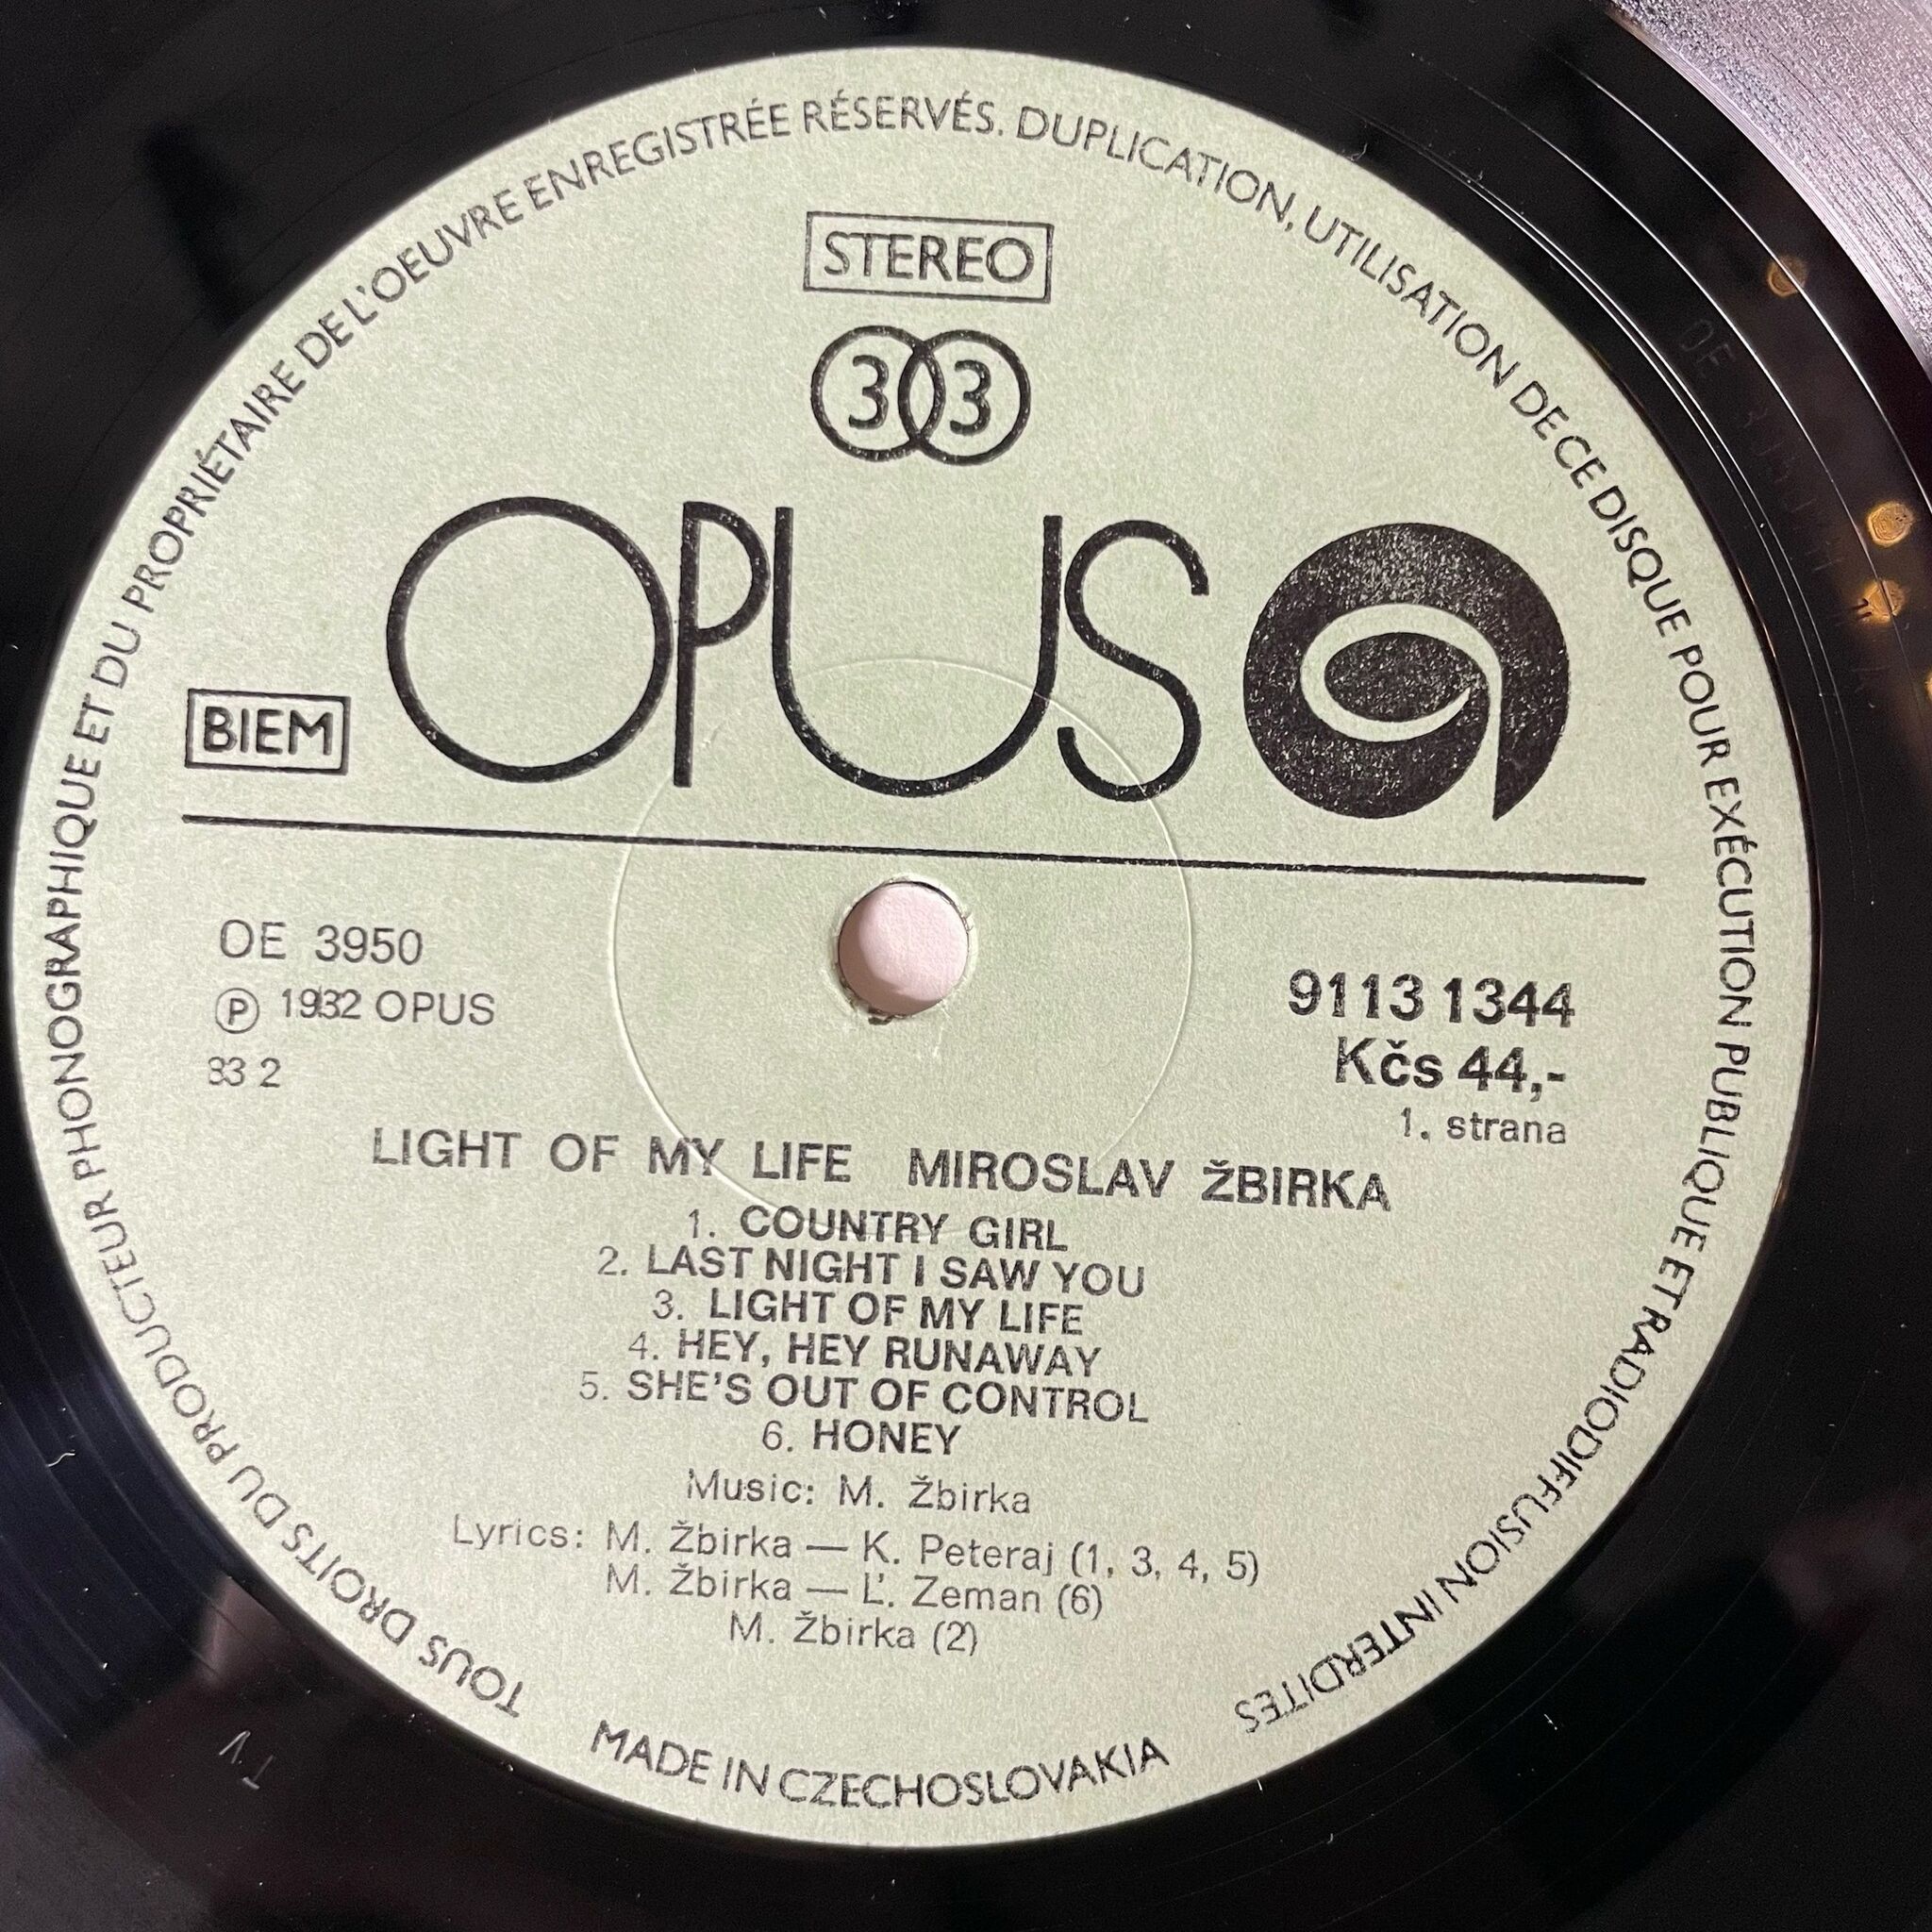 TOUS DROITS DU PRODUCTEUR PHONOGRAPHIQUE ET DU PROPRIÉTAIRE DE L'OEUVRE ENREGISTRÉE RÉSERVÉS. DUPLICATION, UTILISATION DE CE DISQUE POUR EXÉCUTION PUBLIQUE ET RADIODIFFUSION INTERDITES
STEREO
33
OPUS
BIEM
OE 3950
Ⓟ 1982 OPUS
83 2
9113 1344
Kčs 44,-
1. strana
LIGHT OF MY LIFE MIROSLAV ŽBIRKA
1. COUNTRY GIRL
2. LAST NIGHT I SAW YOU
3. LIGHT OF MY LIFE
4. HEY, HEY RUNAWAY
5. SHE'S OUT OF CONTROL
6. HONEY
Music: M. Žbirka
Lyrics: M. Žbirka — K. Peteraj (1, 3, 4, 5)
M. Žbirka — Ľ. Zeman (6)
M. Žbirka (2)
MADE IN CZECHOSLOVAKIA